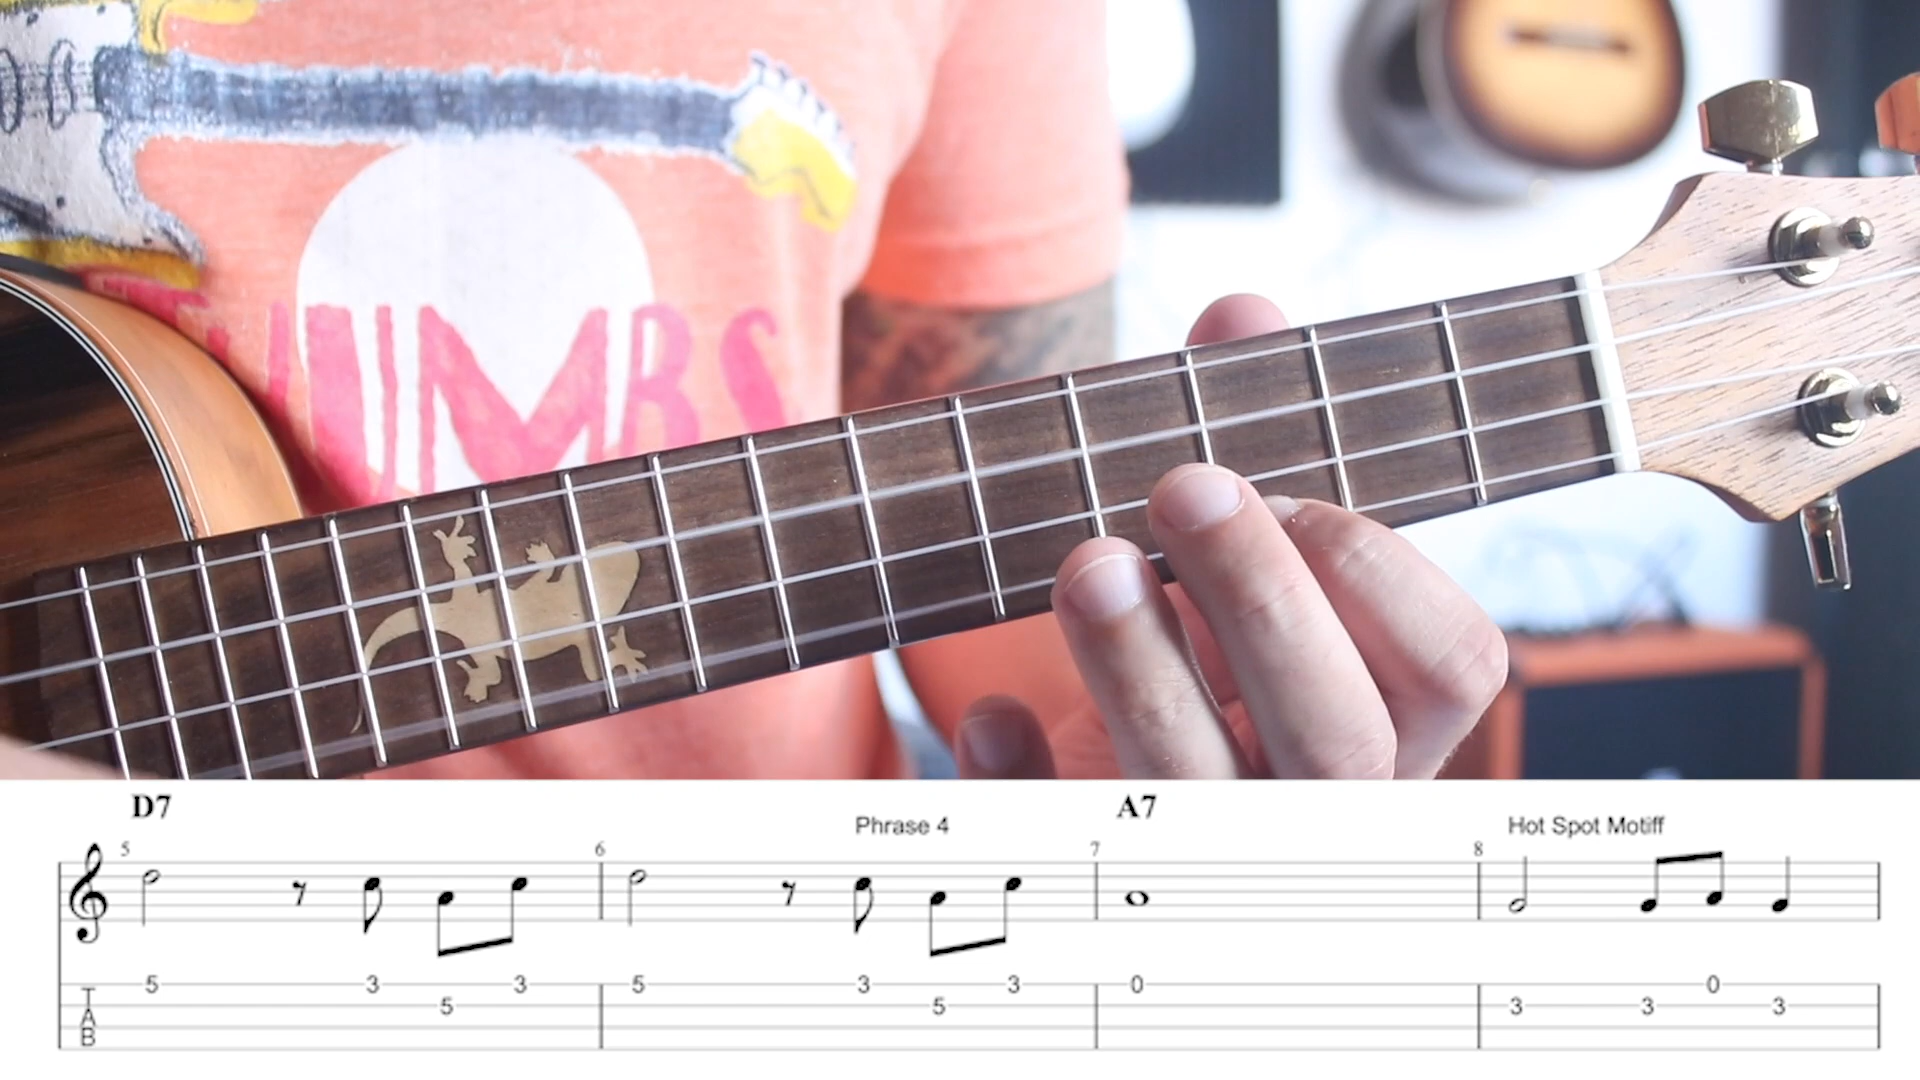 THUMBS
D7
A7
Phrase 4
Hot Spot Motiff
5 6 7 8
5 3 3 5 3 3 0 0
5 5 3 3 3
T
A
B